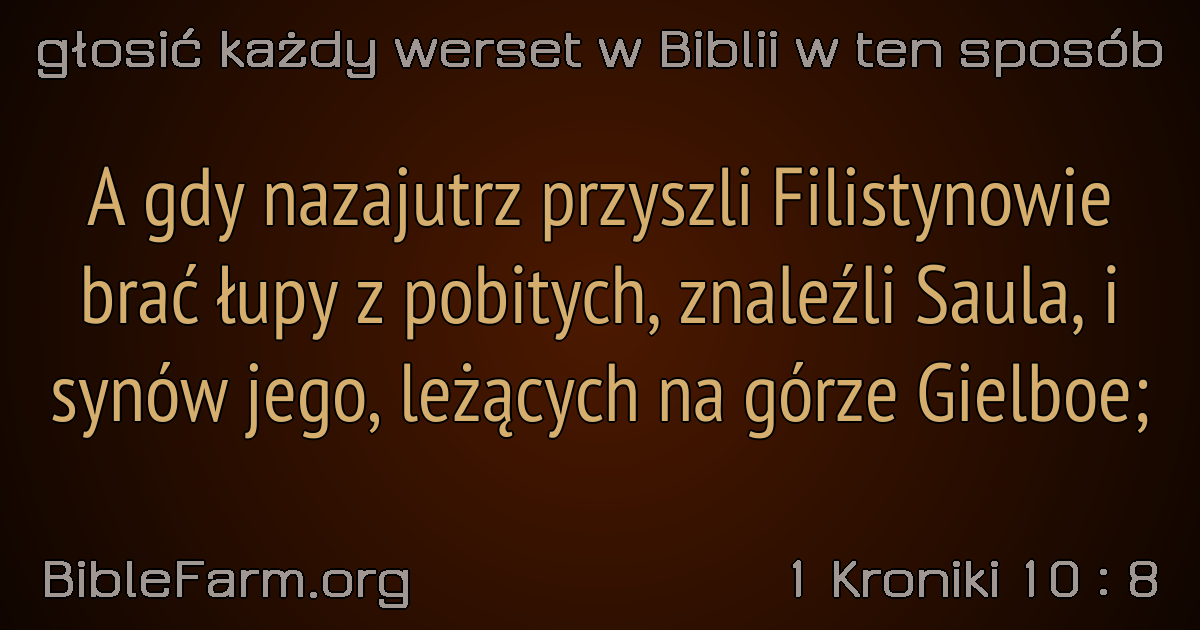 głosić każdy werset w Biblii w ten sposób
A gdy nazajutrz przyszli Filistynowie
brać łupy z pobitych, znaleźli Saula, i
synów jego, leżących na górze Gielboe;
BibleFarm.org
1 Kroniki 10 : 8